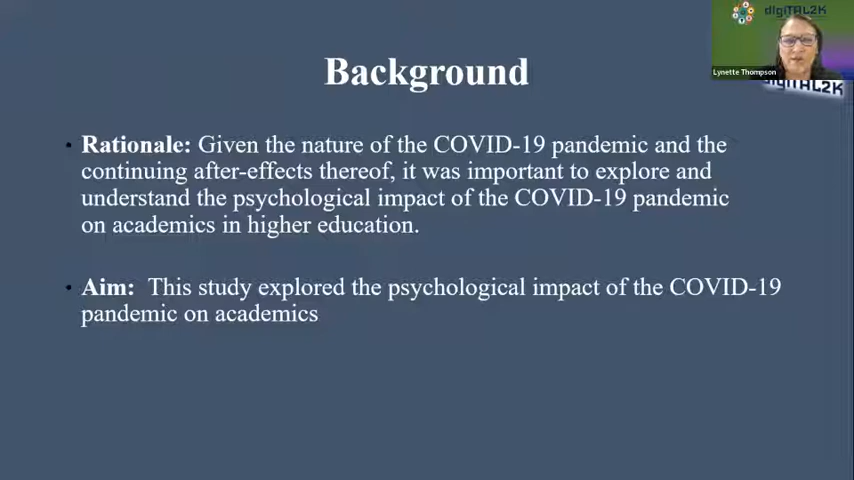 digiTAL2K
Lynette Thompson
digiTAL2K
Background
• Rationale: Given the nature of the COVID-19 pandemic and the
continuing after-effects thereof, it was important to explore and
understand the psychological impact of the COVID-19 pandemic
on academics in higher education.
• Aim: This study explored the psychological impact of the COVID-19
pandemic on academics